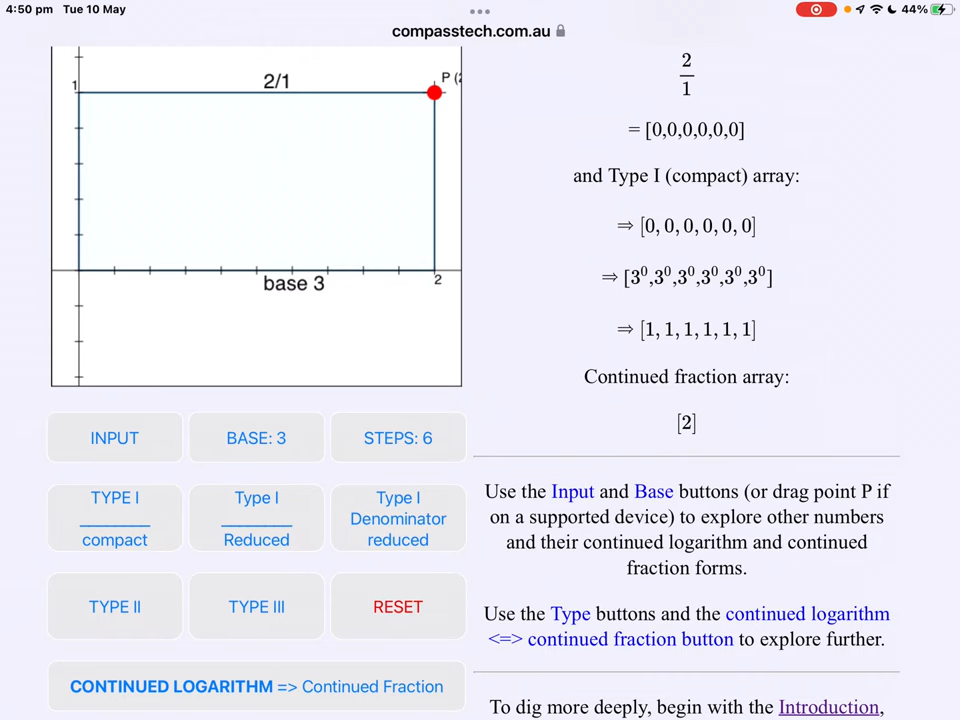 4:50 pm Tue 10 May
44%
compasstech.com.au
1
2/1
P (2
base 3
2
2
1
= [0,0,0,0,0,0]
and Type I (compact) array:
⇒ [0, 0, 0, 0, 0, 0]
⇒ [3⁰,3⁰,3⁰,3⁰,3⁰,3⁰]
⇒ [1, 1, 1, 1, 1, 1]
Continued fraction array:
[2]
INPUT
BASE: 3
STEPS: 6
TYPE I
compact
Type I
Reduced
Type I
Denominator
reduced
TYPE II
TYPE III
RESET
CONTINUED LOGARITHM => Continued Fraction
Use the Input and Base buttons (or drag point P if
on a supported device) to explore other numbers
and their continued logarithm and continued
fraction forms.
Use the Type buttons and the continued logarithm
<=> continued fraction button to explore further.
To dig more deeply, begin with the Introduction,